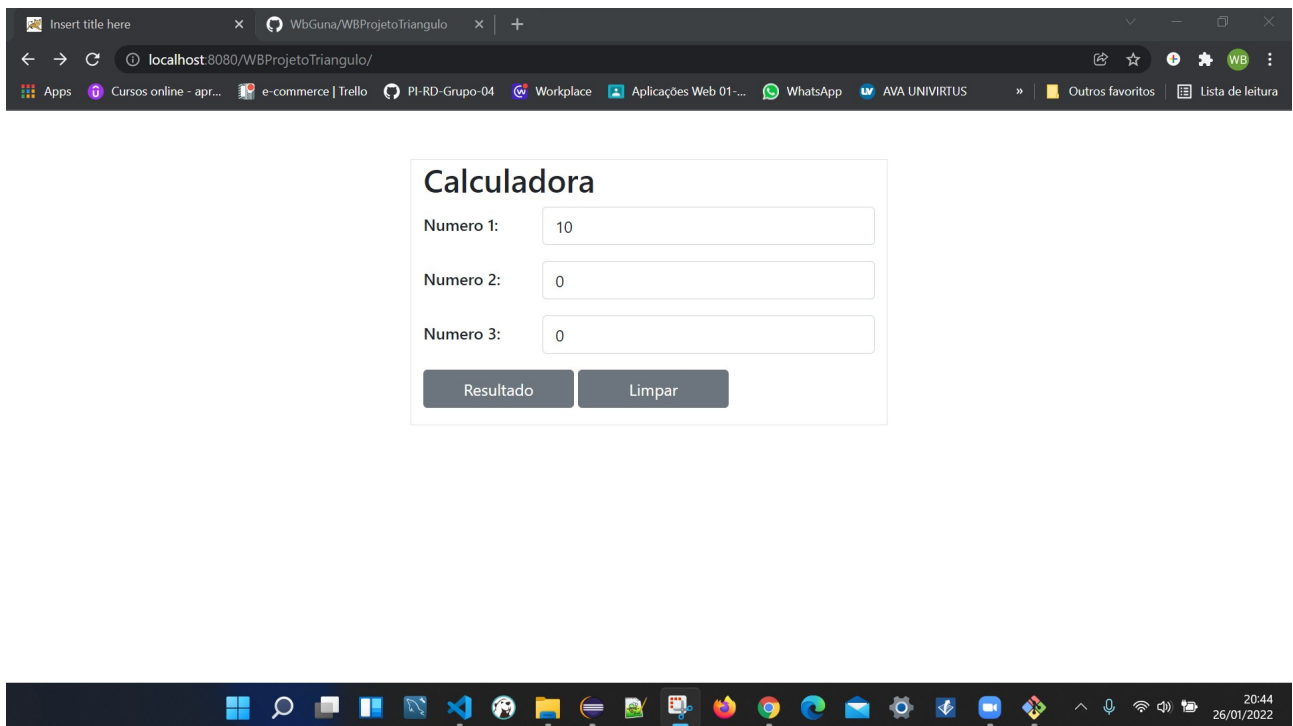 Insert title here
WbGuna/WBProjetoTriangulo
localhost:8080/WBProjetoTriangulo/
WB
Apps
Cursos online - apr...
e-commerce | Trello
PI-RD-Grupo-04
Workplace
Aplicações Web 01-...
WhatsApp
AVA UNIVIRTUS
»
Outros favoritos
Lista de leitura
Calculadora
Numero 1:
10
Numero 2:
0
Numero 3:
0
Resultado
Limpar
20:44
26/01/2022